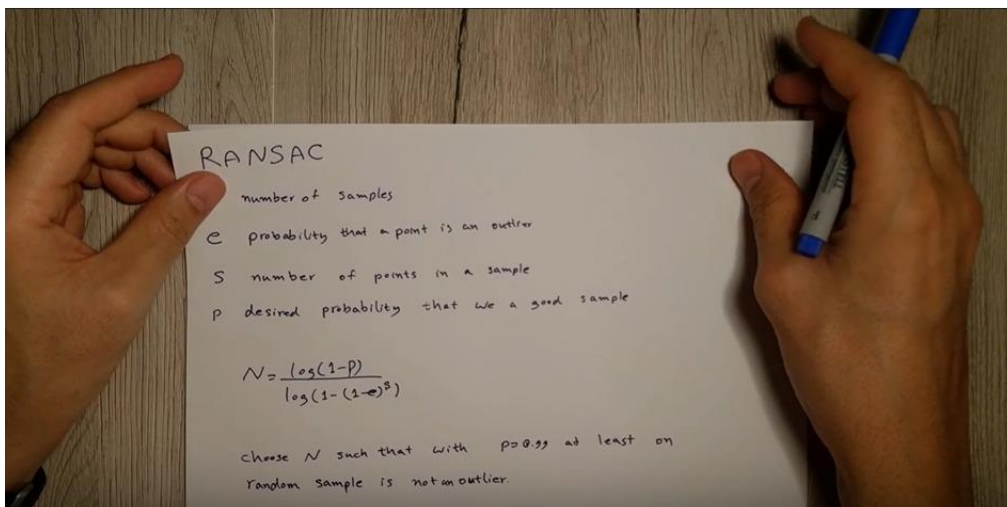 RANSAC
number of samples
e probability that a point is an outlier
s number of points in a sample
p desired probability that we a good sample
N = log(1-p) / log(1-(1-e)^s)
choose N such that with p=0.99 at least on
random sample is not an outlier.